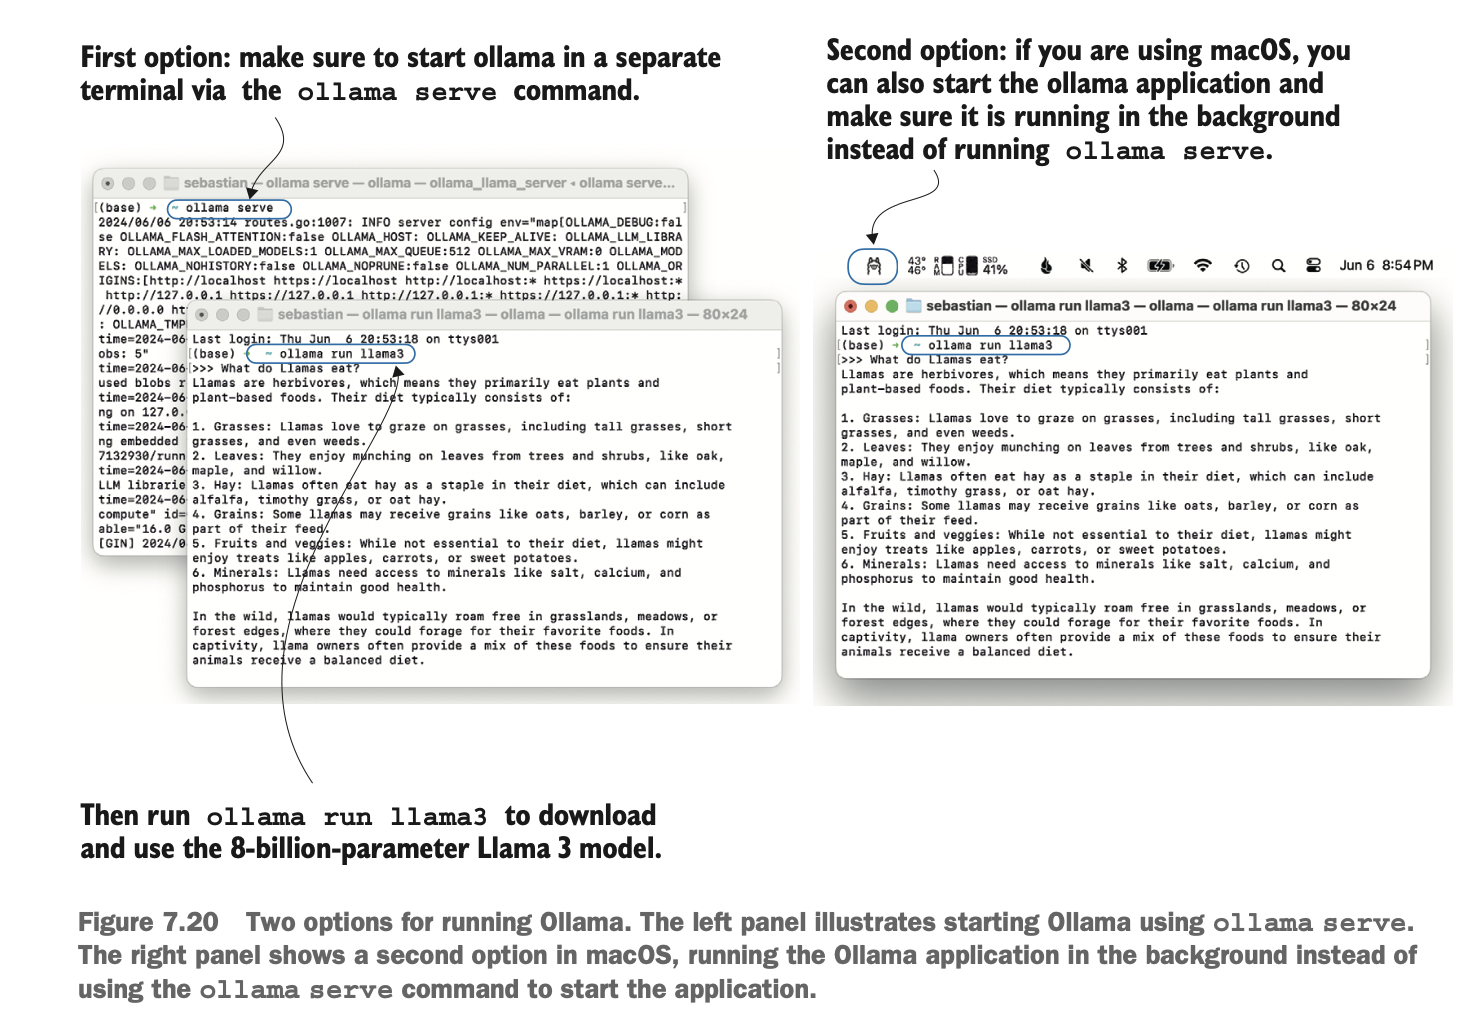 First option: make sure to start ollama in a separate
terminal via the ollama serve command.
Second option: if you are using macOS, you
can also start the ollama application and
make sure it is running in the background
instead of running ollama serve.
sebastian — ollama serve — ollama — ollama_llama_server ◂ ollama serve...
(base) → ~ ollama serve
2024/06/06 20:53:14 routes.go:1007: INFO server config env="map[OLLAMA_DEBUG:fal
se OLLAMA_FLASH_ATTENTION:false OLLAMA_HOST: OLLAMA_KEEP_ALIVE: OLLAMA_LLM_LIBRA
RY: OLLAMA_MAX_LOADED_MODELS:1 OLLAMA_MAX_QUEUE:512 OLLAMA_MAX_VRAM:0 OLLAMA_MOD
ELS: OLLAMA_NOHISTORY:false OLLAMA_NOPRUNE:false OLLAMA_NUM_PARALLEL:1 OLLAMA_OR
IGINS:[http://localhost https://localhost http://localhost:* https://localhost:*
http://127.0.0.1 https://127.0.0.1 http://127.0.0.1:* https://127.0.0.1:* http:
//0.0.0.0 ht
: OLLAMA_TMP
time=2024-06
obs: 5"
time=2024-06
used blobs r
time=2024-06
ng on 127.0.
time=2024-06
ng embedded
7132930/runn
time=2024-06
LLM librarie
time=2024-06
compute" id=
able="16.0 G
[GIN] 2024/0
sebastian — ollama run llama3 — ollama — ollama run llama3 — 80×24
Last login: Thu Jun  6 20:53:18 on ttys001
(base) → ~ ollama run llama3
>>> What do Llamas eat?
Llamas are herbivores, which means they primarily eat plants and
plant-based foods. Their diet typically consists of:
1. Grasses: Llamas love to graze on grasses, including tall grasses, short
grasses, and even weeds.
2. Leaves: They enjoy munching on leaves from trees and shrubs, like oak,
maple, and willow.
3. Hay: Llamas often eat hay as a staple in their diet, which can include
alfalfa, timothy grass, or oat hay.
4. Grains: Some llamas may receive grains like oats, barley, or corn as
part of their feed.
5. Fruits and veggies: While not essential to their diet, llamas might
enjoy treats like apples, carrots, or sweet potatoes.
6. Minerals: Llamas need access to minerals like salt, calcium, and
phosphorus to maintain good health.
In the wild, llamas would typically roam free in grasslands, meadows, or
forest edges, where they could forage for their favorite foods. In
captivity, llama owners often provide a mix of these foods to ensure their
animals receive a balanced diet.
43° RAM CPU SSD
46° 41% Jun 6 8:54 PM
sebastian — ollama run llama3 — ollama — ollama run llama3 — 80×24
Last login: Thu Jun  6 20:53:18 on ttys001
(base) → ~ ollama run llama3
>>> What do Llamas eat?
Llamas are herbivores, which means they primarily eat plants and
plant-based foods. Their diet typically consists of:
1. Grasses: Llamas love to graze on grasses, including tall grasses, short
grasses, and even weeds.
2. Leaves: They enjoy munching on leaves from trees and shrubs, like oak,
maple, and willow.
3. Hay: Llamas often eat hay as a staple in their diet, which can include
alfalfa, timothy grass, or oat hay.
4. Grains: Some llamas may receive grains like oats, barley, or corn as
part of their feed.
5. Fruits and veggies: While not essential to their diet, llamas might
enjoy treats like apples, carrots, or sweet potatoes.
6. Minerals: Llamas need access to minerals like salt, calcium, and
phosphorus to maintain good health.
In the wild, llamas would typically roam free in grasslands, meadows, or
forest edges, where they could forage for their favorite foods. In
captivity, llama owners often provide a mix of these foods to ensure their
animals receive a balanced diet.
Then run ollama run llama3 to download
and use the 8-billion-parameter Llama 3 model.
Figure 7.20 Two options for running Ollama. The left panel illustrates starting Ollama using ollama serve.
The right panel shows a second option in macOS, running the Ollama application in the background instead of
using the ollama serve command to start the application.